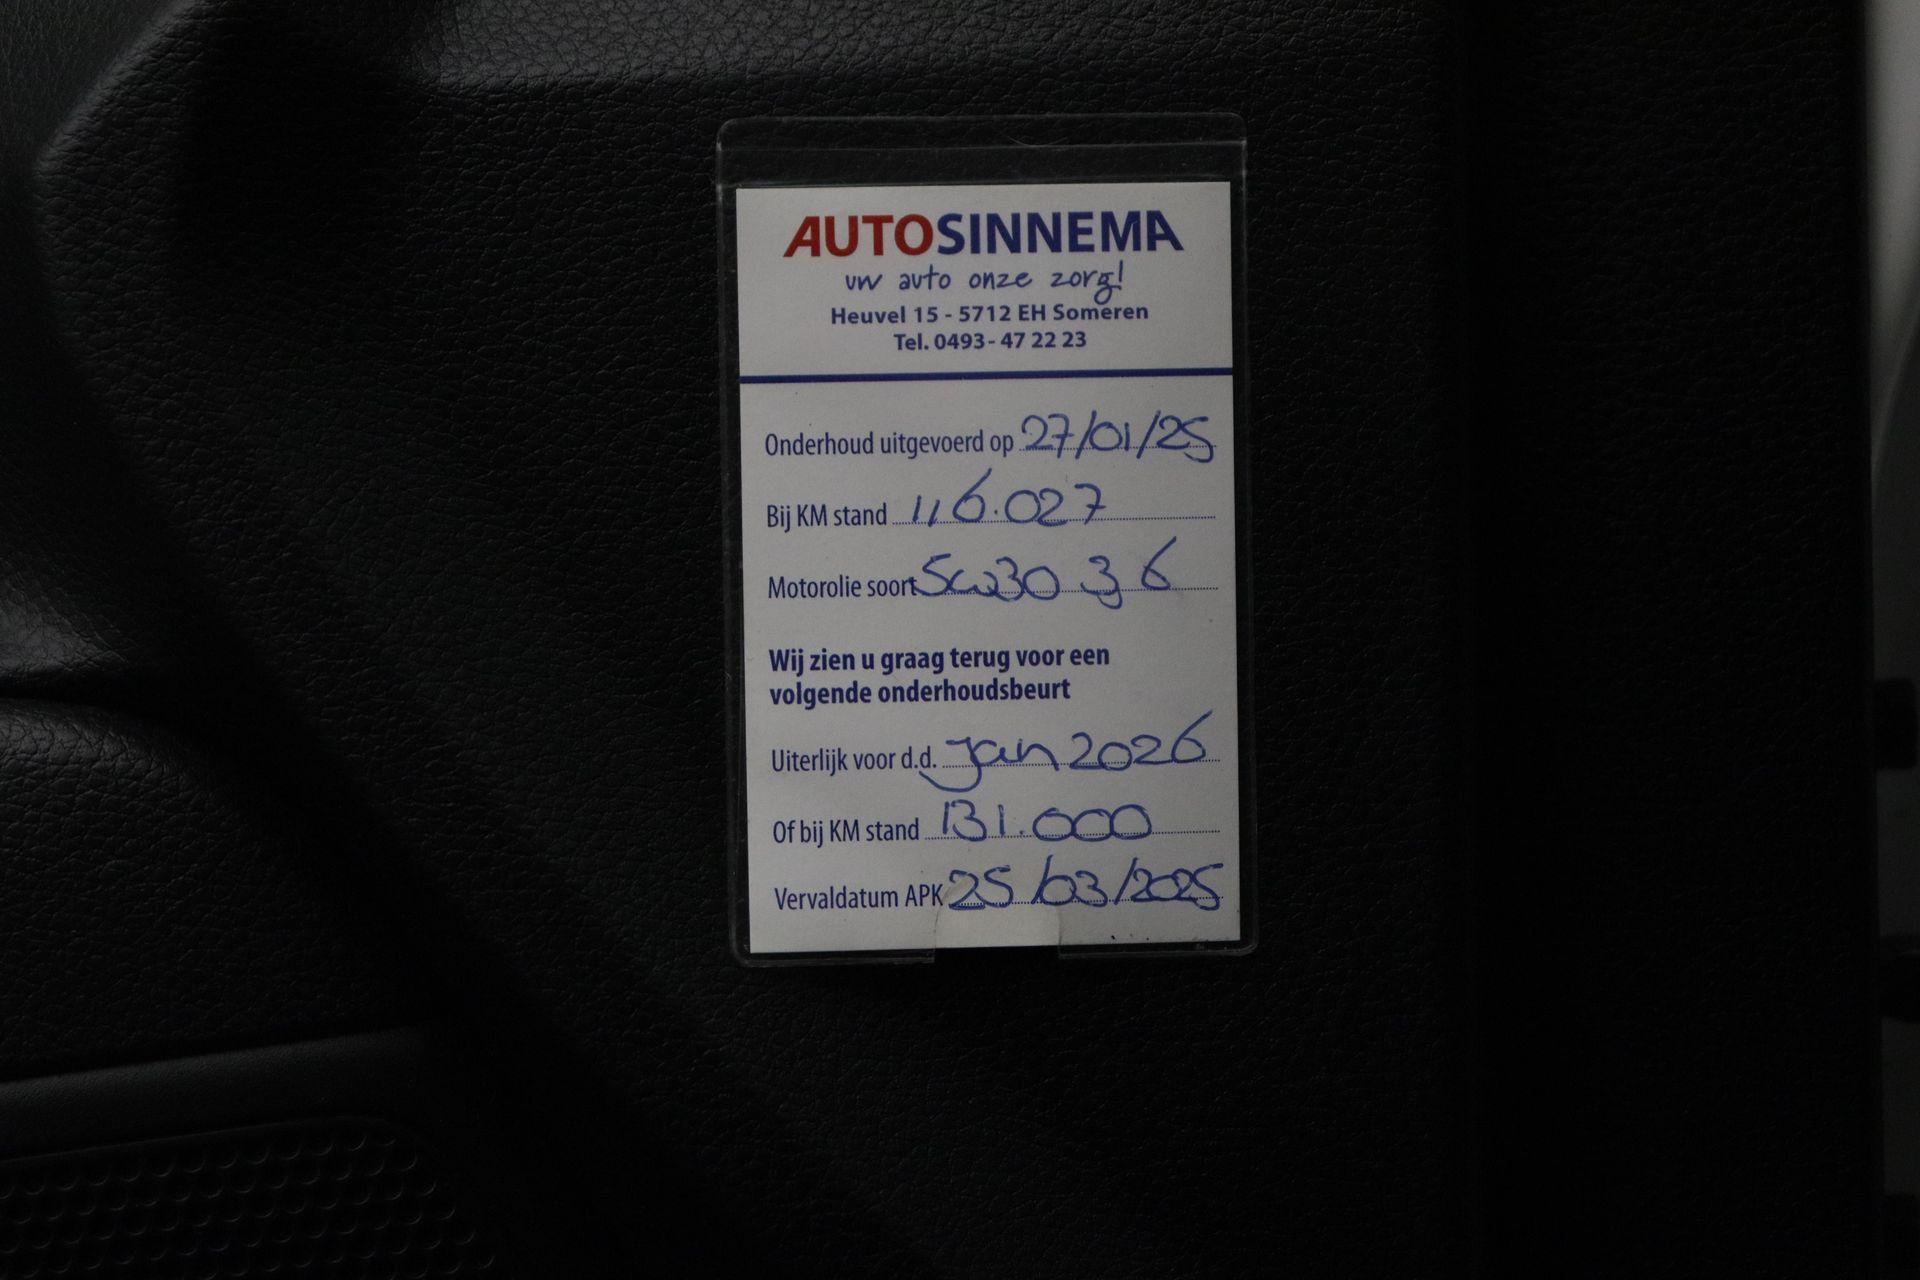 AUTOSINNEMA
uw auto onze zorg!
Heuvel 15 - 5712 EH Someren
Tel. 0493 - 47 22 23
Onderhoud uitgevoerd op 27/01/25
Bij KM stand 116.027
Motorolie soort 5w30 3,6
Wij zien u graag terug voor een
volgende onderhoudsbeurt
Uiterlijk voor d.d. Jan 2026
Of bij KM stand 131.000
Vervaldatum APK 25/03/2025